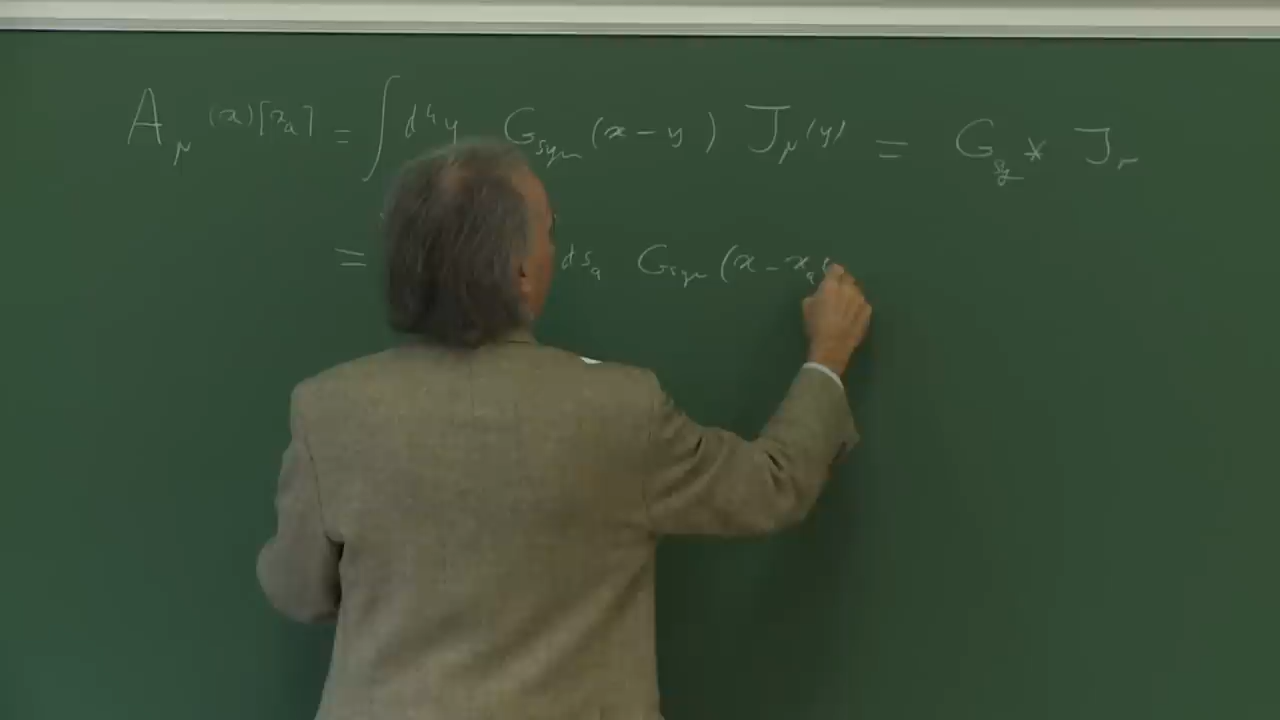 A_μ (x)[x_a] = ∫ d⁴y G_sym (x − y) J_μ(y) = G_sy * J_μ
= ds_a G_sym (x − x_a